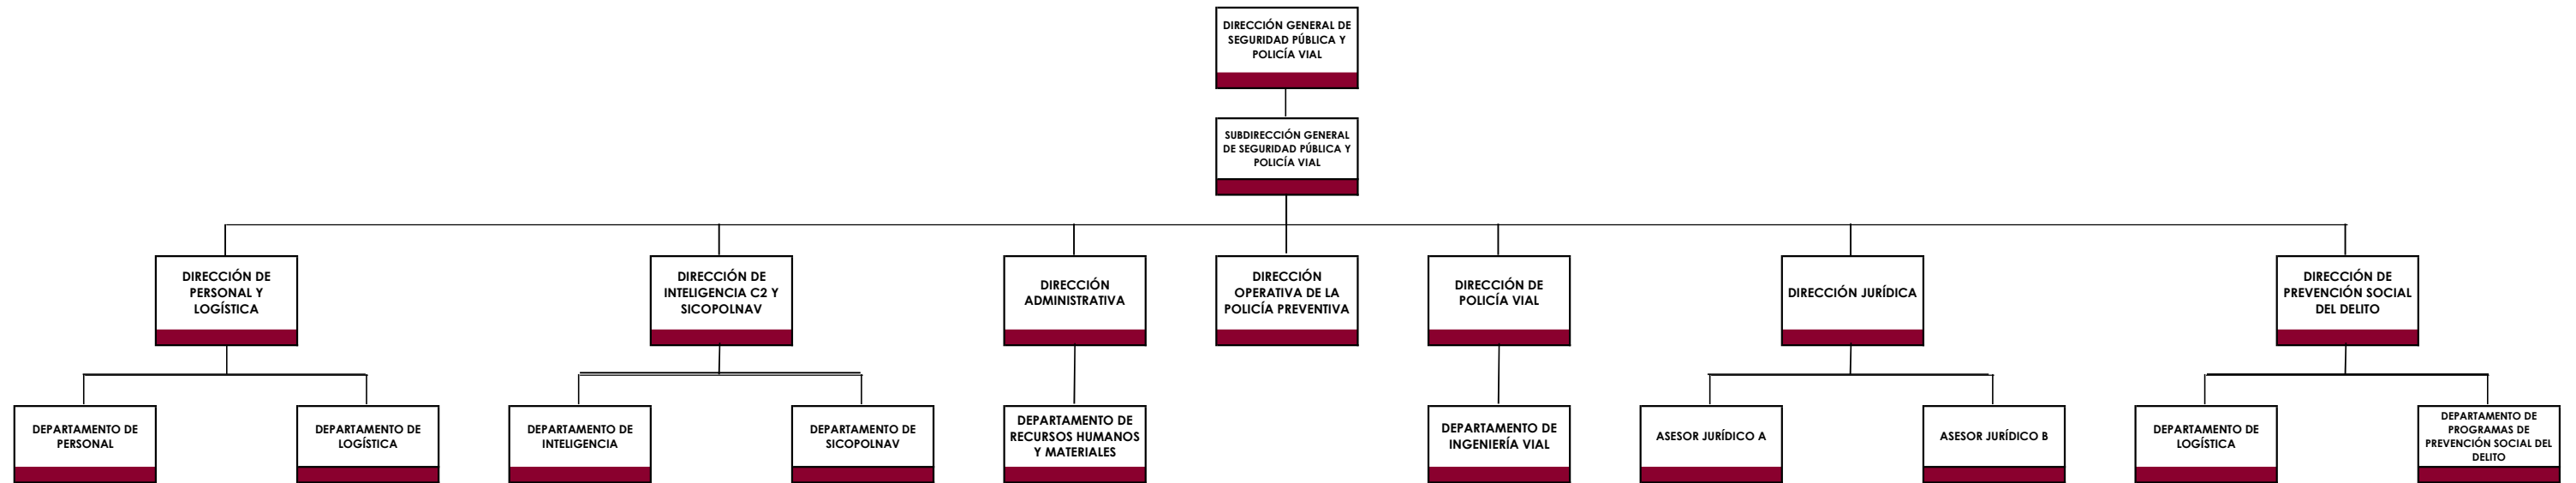 DIRECCIÓN GENERAL DE
SEGURIDAD PÚBLICA Y
POLICÍA VIAL
SUBDIRECCIÓN GENERAL
DE SEGURIDAD PÚBLICA Y
POLICÍA VIAL
DIRECCIÓN DE
PERSONAL Y
LOGÍSTICA
DIRECCIÓN DE
INTELIGENCIA C2 Y
SICOPOLNAV
DIRECCIÓN
ADMINISTRATIVA
DIRECCIÓN
OPERATIVA DE LA
POLICÍA PREVENTIVA
DIRECCIÓN DE
POLICÍA VIAL
DIRECCIÓN JURÍDICA
DIRECCIÓN DE
PREVENCIÓN SOCIAL
DEL DELITO
DEPARTAMENTO DE
PERSONAL
DEPARTAMENTO DE
LOGÍSTICA
DEPARTAMENTO DE
INTELIGENCIA
DEPARTAMENTO DE
SICOPOLNAV
DEPARTAMENTO DE
RECURSOS HUMANOS
Y MATERIALES
DEPARTAMENTO DE
INGENIERÍA VIAL
ASESOR JURÍDICO A
ASESOR JURÍDICO B
DEPARTAMENTO DE
LOGÍSTICA
DEPARTAMENTO DE
PROGRAMAS DE
PREVENCIÓN SOCIAL DEL
DELITO